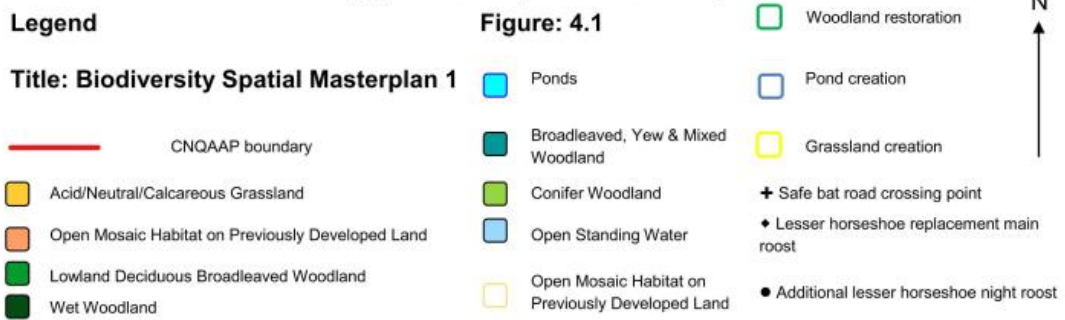 Legend
Title: Biodiversity Spatial Masterplan 1
CNQAAP boundary
Acid/Neutral/Calcareous Grassland
Open Mosaic Habitat on Previously Developed Land
Lowland Deciduous Broadleaved Woodland
Wet Woodland
Figure: 4.1
Ponds
Broadleaved, Yew & Mixed
Woodland
Conifer Woodland
Open Standing Water
Open Mosaic Habitat on
Previously Developed Land
Woodland restoration
Pond creation
Grassland creation
Safe bat road crossing point
Lesser horseshoe replacement main
roost
Additional lesser horseshoe night roost
N